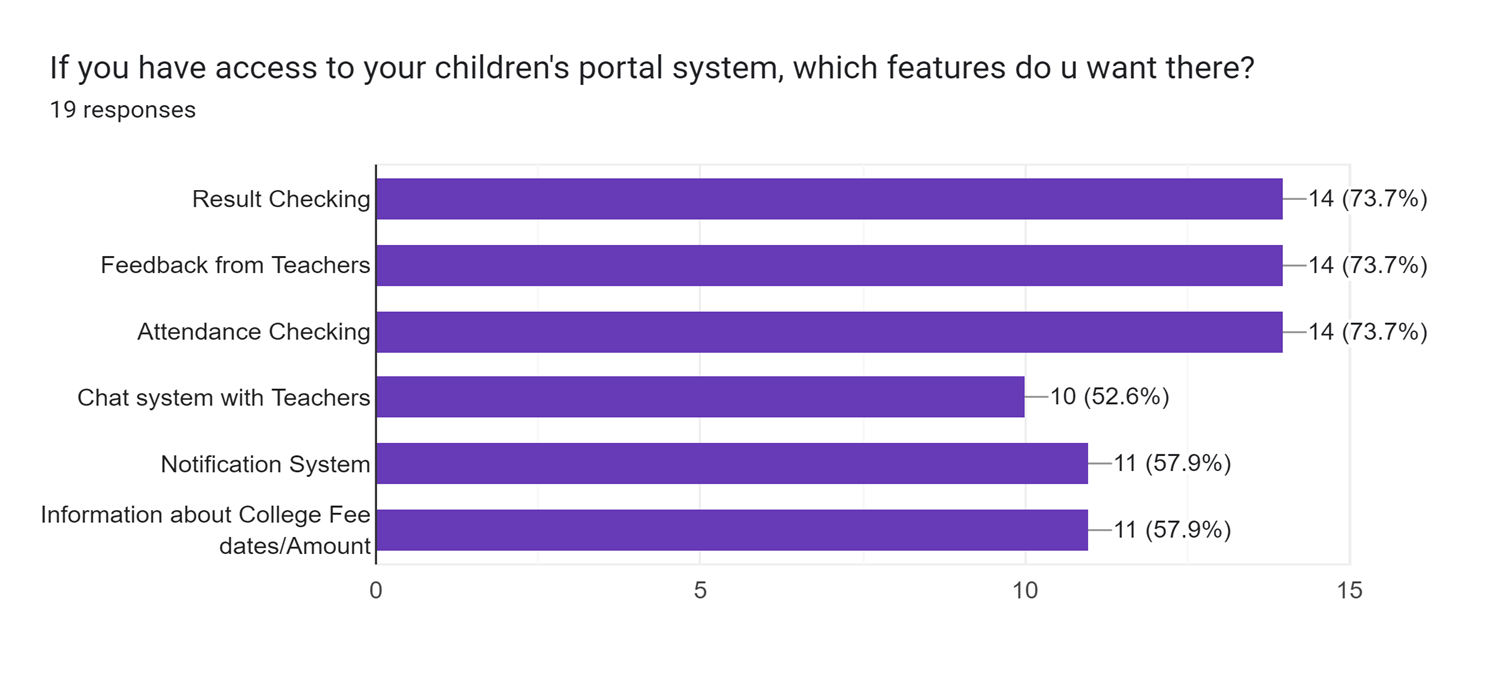 If you have access to your children's portal system, which features do u want there?
19 responses
Result Checking
14 (73.7%)
Feedback from Teachers
14 (73.7%)
Attendance Checking
14 (73.7%)
Chat system with Teachers
10 (52.6%)
Notification System
11 (57.9%)
Information about College Fee
dates/Amount
11 (57.9%)
0
5
10
15